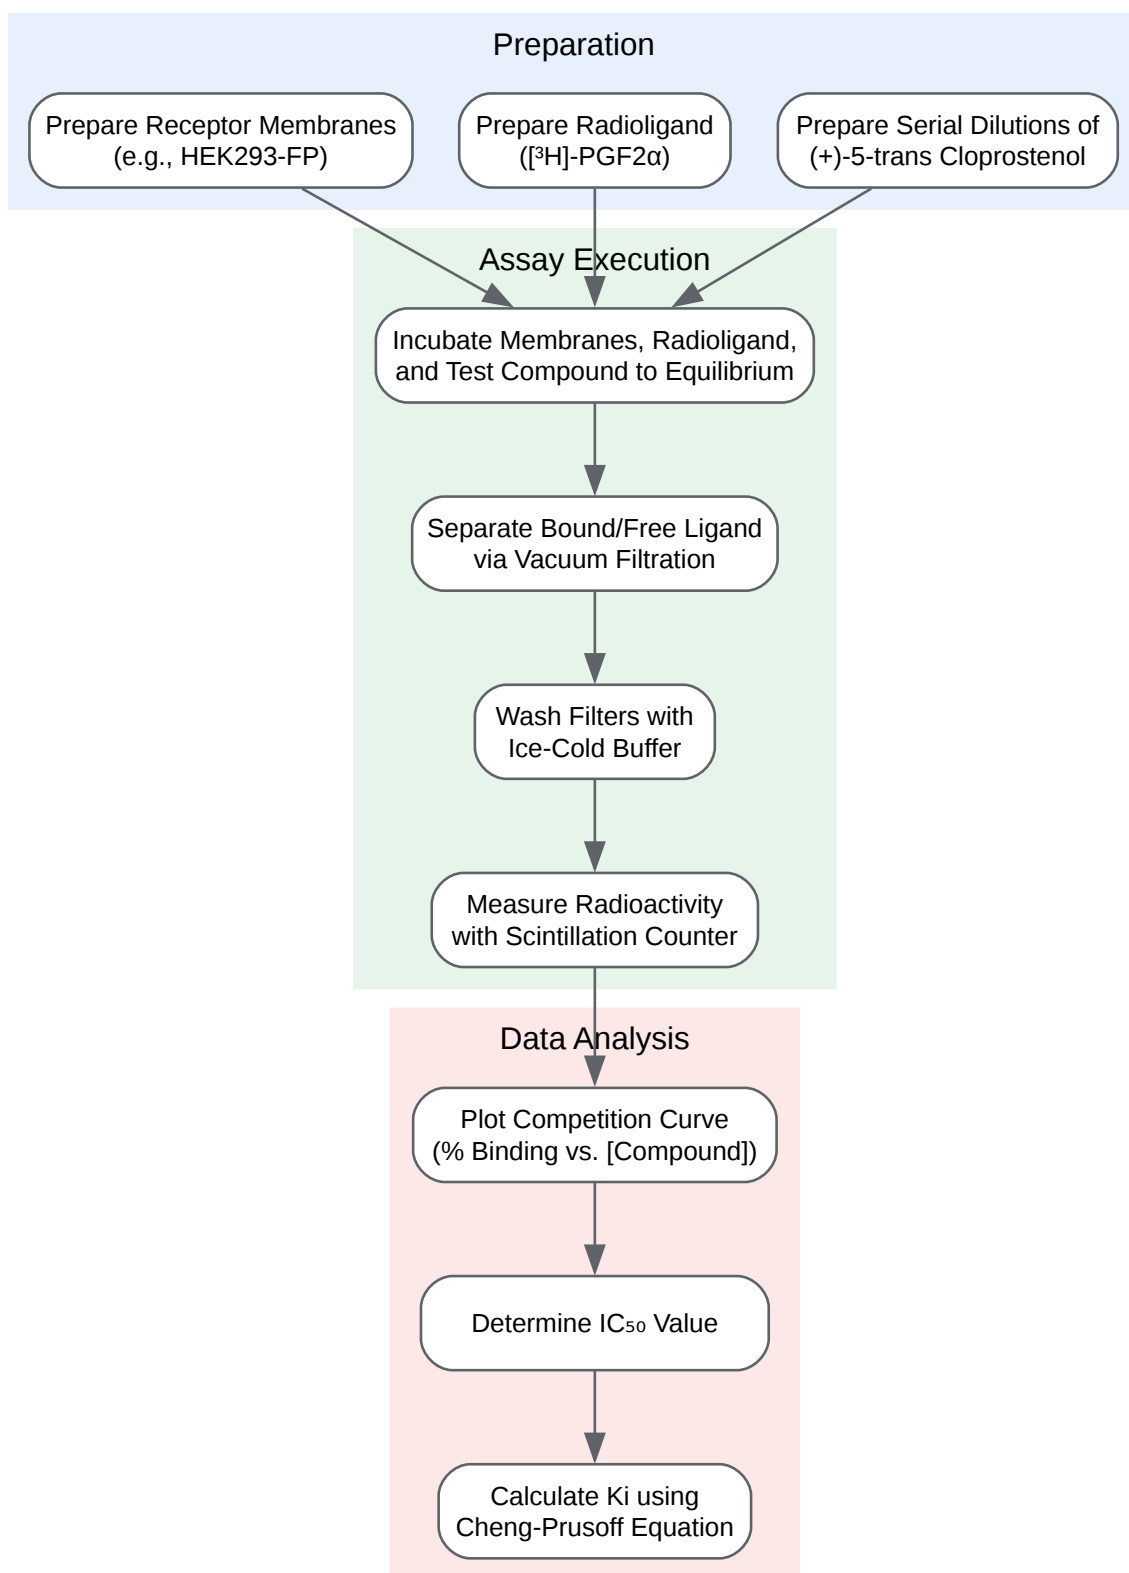 Preparation
Prepare Receptor Membranes
(e.g., HEK293-FP)
Prepare Radioligand
([³H]-PGF2α)
Prepare Serial Dilutions of
(+)-5-trans Cloprostenol
Assay Execution
Incubate Membranes, Radioligand,
and Test Compound to Equilibrium
Separate Bound/Free Ligand
via Vacuum Filtration
Wash Filters with
Ice-Cold Buffer
Measure Radioactivity
with Scintillation Counter
Data Analysis
Plot Competition Curve
(% Binding vs. [Compound])
Determine IC₅₀ Value
Calculate Ki using
Cheng-Prusoff Equation